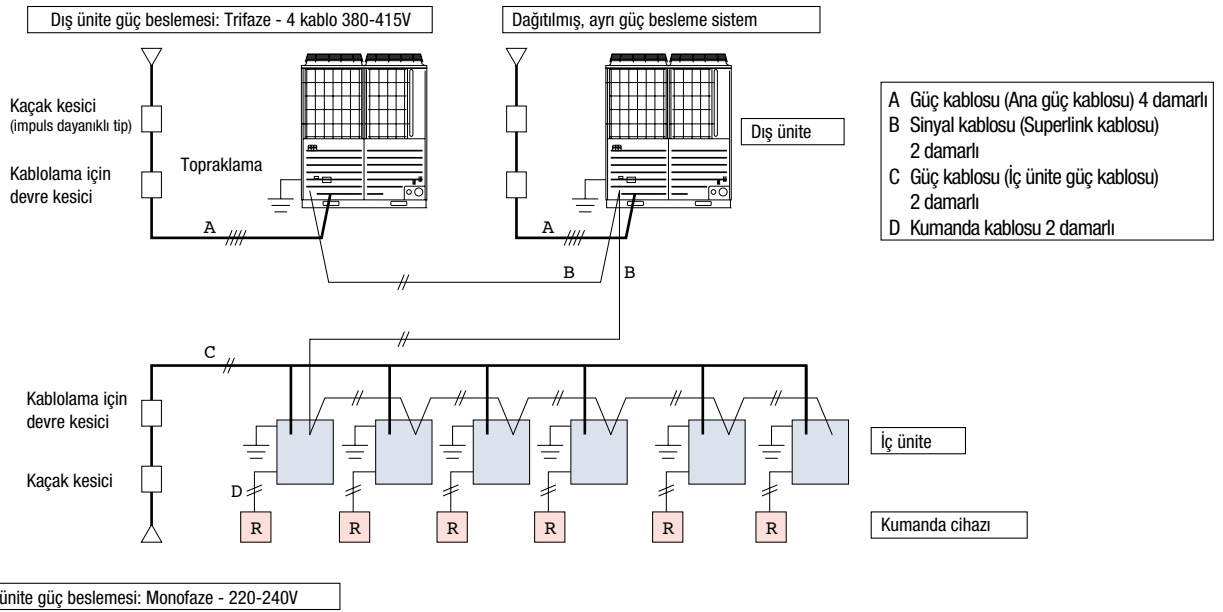 Dış ünite güç beslemesi: Trifaze - 4 kablo 380-415V
Dağıtılmış, ayrı güç besleme sistem
Kaçak kesici
(impuls dayanıklı tip)
Kablolama için
devre kesici
Topraklama
Dış ünite
A Güç kablosu (Ana güç kablosu) 4 damarlı
B Sinyal kablosu (Superlink kablosu)
2 damarlı
C Güç kablosu (İç ünite güç kablosu)
2 damarlı
D Kumanda kablosu 2 damarlı
A
A
B
B
C
Kablolama için
devre kesici
İç ünite
Kaçak kesici
D
R
R
R
R
R
R
Kumanda cihazı
ünite güç beslemesi: Monofaze - 220-240V